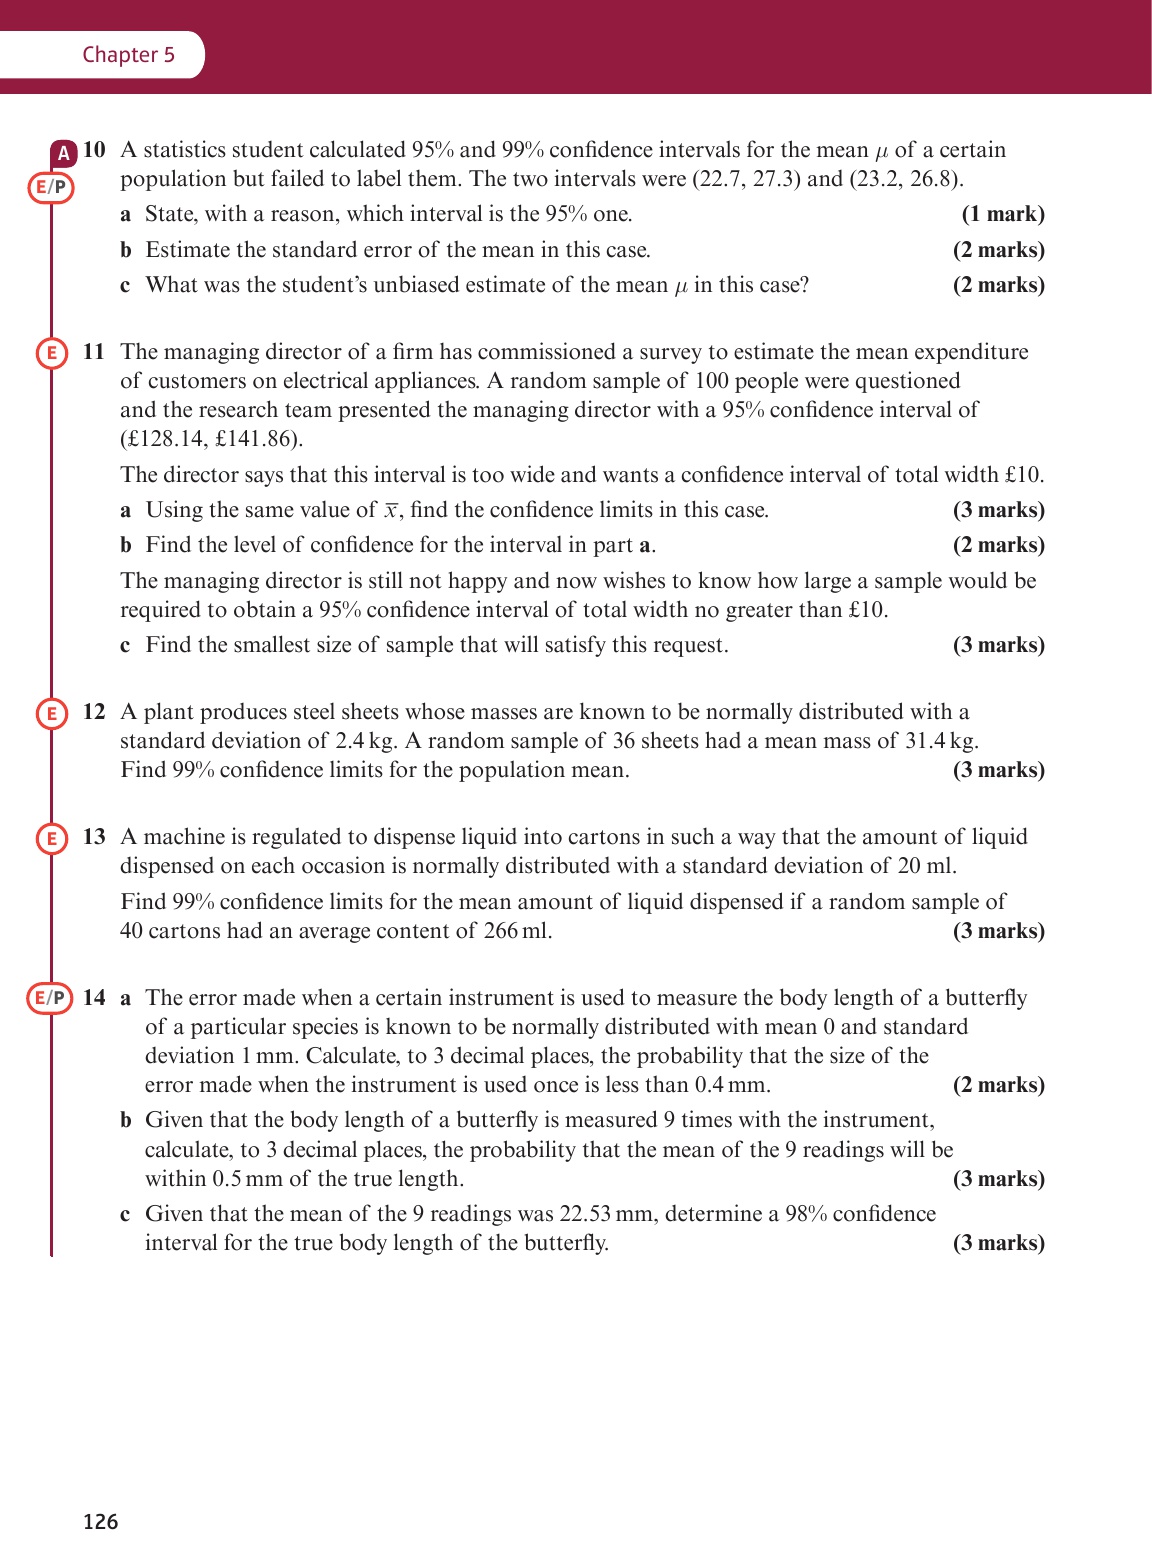 Chapter 5
A 10 A statistics student calculated 95% and 99% confidence intervals for the mean μ of a certain
E/P population but failed to label them. The two intervals were (22.7, 27.3) and (23.2, 26.8).
a State, with a reason, which interval is the 95% one. (1 mark)
b Estimate the standard error of the mean in this case. (2 marks)
c What was the student’s unbiased estimate of the mean μ in this case? (2 marks)
E 11 The managing director of a firm has commissioned a survey to estimate the mean expenditure
of customers on electrical appliances. A random sample of 100 people were questioned
and the research team presented the managing director with a 95% confidence interval of
(£128.14, £141.86).
The director says that this interval is too wide and wants a confidence interval of total width £10.
a Using the same value of x̅, find the confidence limits in this case. (3 marks)
b Find the level of confidence for the interval in part a. (2 marks)
The managing director is still not happy and now wishes to know how large a sample would be
required to obtain a 95% confidence interval of total width no greater than £10.
c Find the smallest size of sample that will satisfy this request. (3 marks)
E 12 A plant produces steel sheets whose masses are known to be normally distributed with a
standard deviation of 2.4 kg. A random sample of 36 sheets had a mean mass of 31.4 kg.
Find 99% confidence limits for the population mean. (3 marks)
E 13 A machine is regulated to dispense liquid into cartons in such a way that the amount of liquid
dispensed on each occasion is normally distributed with a standard deviation of 20 ml.
Find 99% confidence limits for the mean amount of liquid dispensed if a random sample of
40 cartons had an average content of 266 ml. (3 marks)
E/P 14 a The error made when a certain instrument is used to measure the body length of a butterfly
of a particular species is known to be normally distributed with mean 0 and standard
deviation 1 mm. Calculate, to 3 decimal places, the probability that the size of the
error made when the instrument is used once is less than 0.4 mm. (2 marks)
b Given that the body length of a butterfly is measured 9 times with the instrument,
calculate, to 3 decimal places, the probability that the mean of the 9 readings will be
within 0.5 mm of the true length. (3 marks)
c Given that the mean of the 9 readings was 22.53 mm, determine a 98% confidence
interval for the true body length of the butterfly. (3 marks)
126